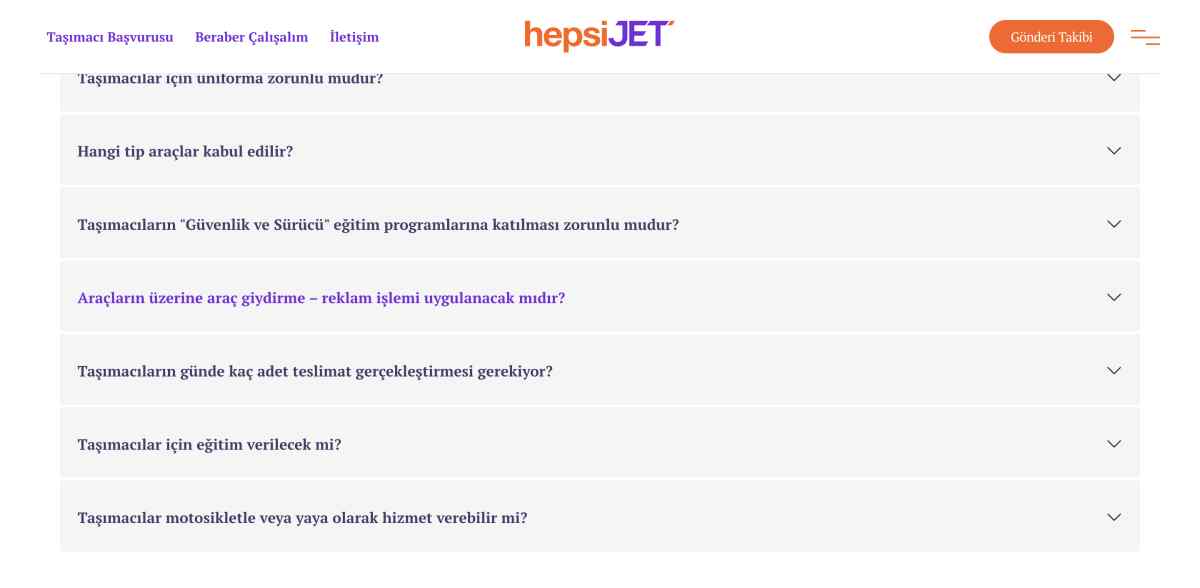 Taşımacı Başvurusu
Beraber Çalışalım
İletişim
hepsiJET
Gönderi Takibi
Taşımacılar için üniforma zorunlu mudur?
Hangi tip araçlar kabul edilir?
Taşımacıların "Güvenlik ve Sürücü" eğitim programlarına katılması zorunlu mudur?
Araçların üzerine araç giydirme – reklam işlemi uygulanacak mıdır?
Taşımacıların günde kaç adet teslimat gerçekleştirmesi gerekiyor?
Taşımacılar için eğitim verilecek mi?
Taşımacılar motosikletle veya yaya olarak hizmet verebilir mi?